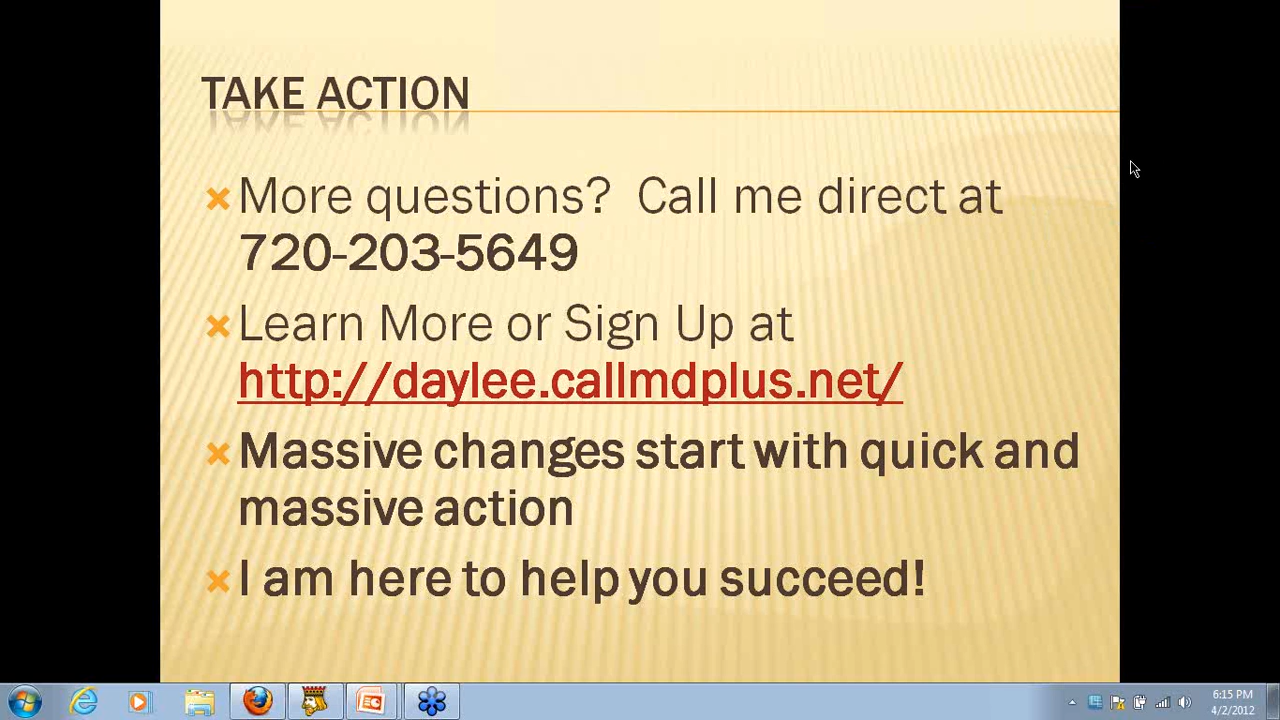 TAKE ACTION
More questions?  Call me direct at
720-203-5649
Learn More or Sign Up at
http://daylee.callmdplus.net/
Massive changes start with quick and
massive action
I am here to help you succeed!
6:15 PM
4/2/2012